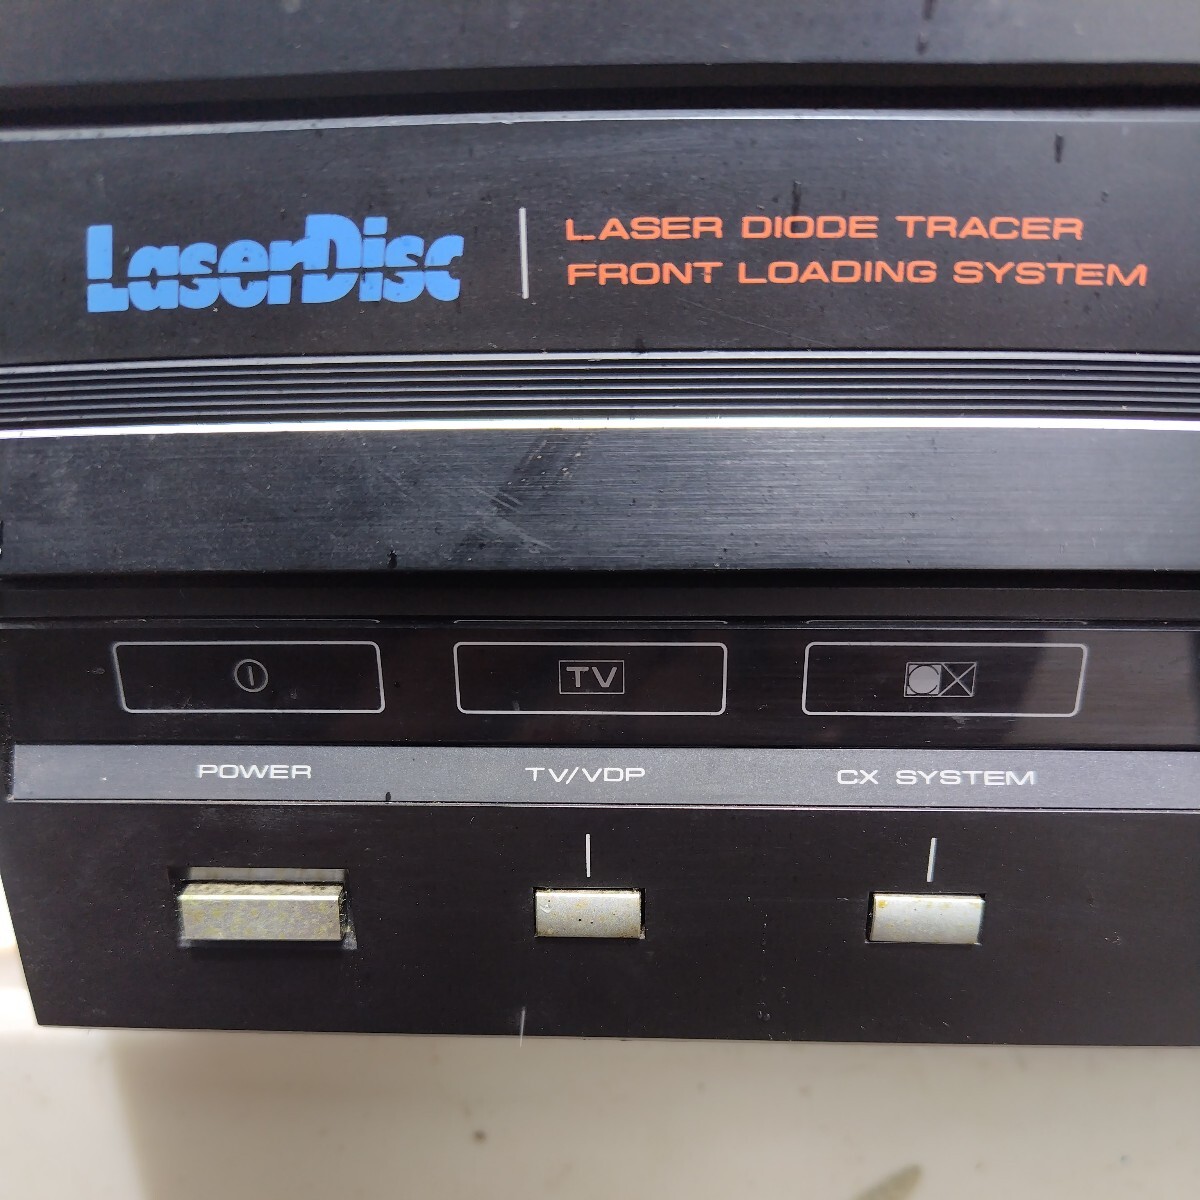 LaserDisc
LASER DIODE TRACER
FRONT LOADING SYSTEM
TV
POWER
TV/VDP
CX SYSTEM